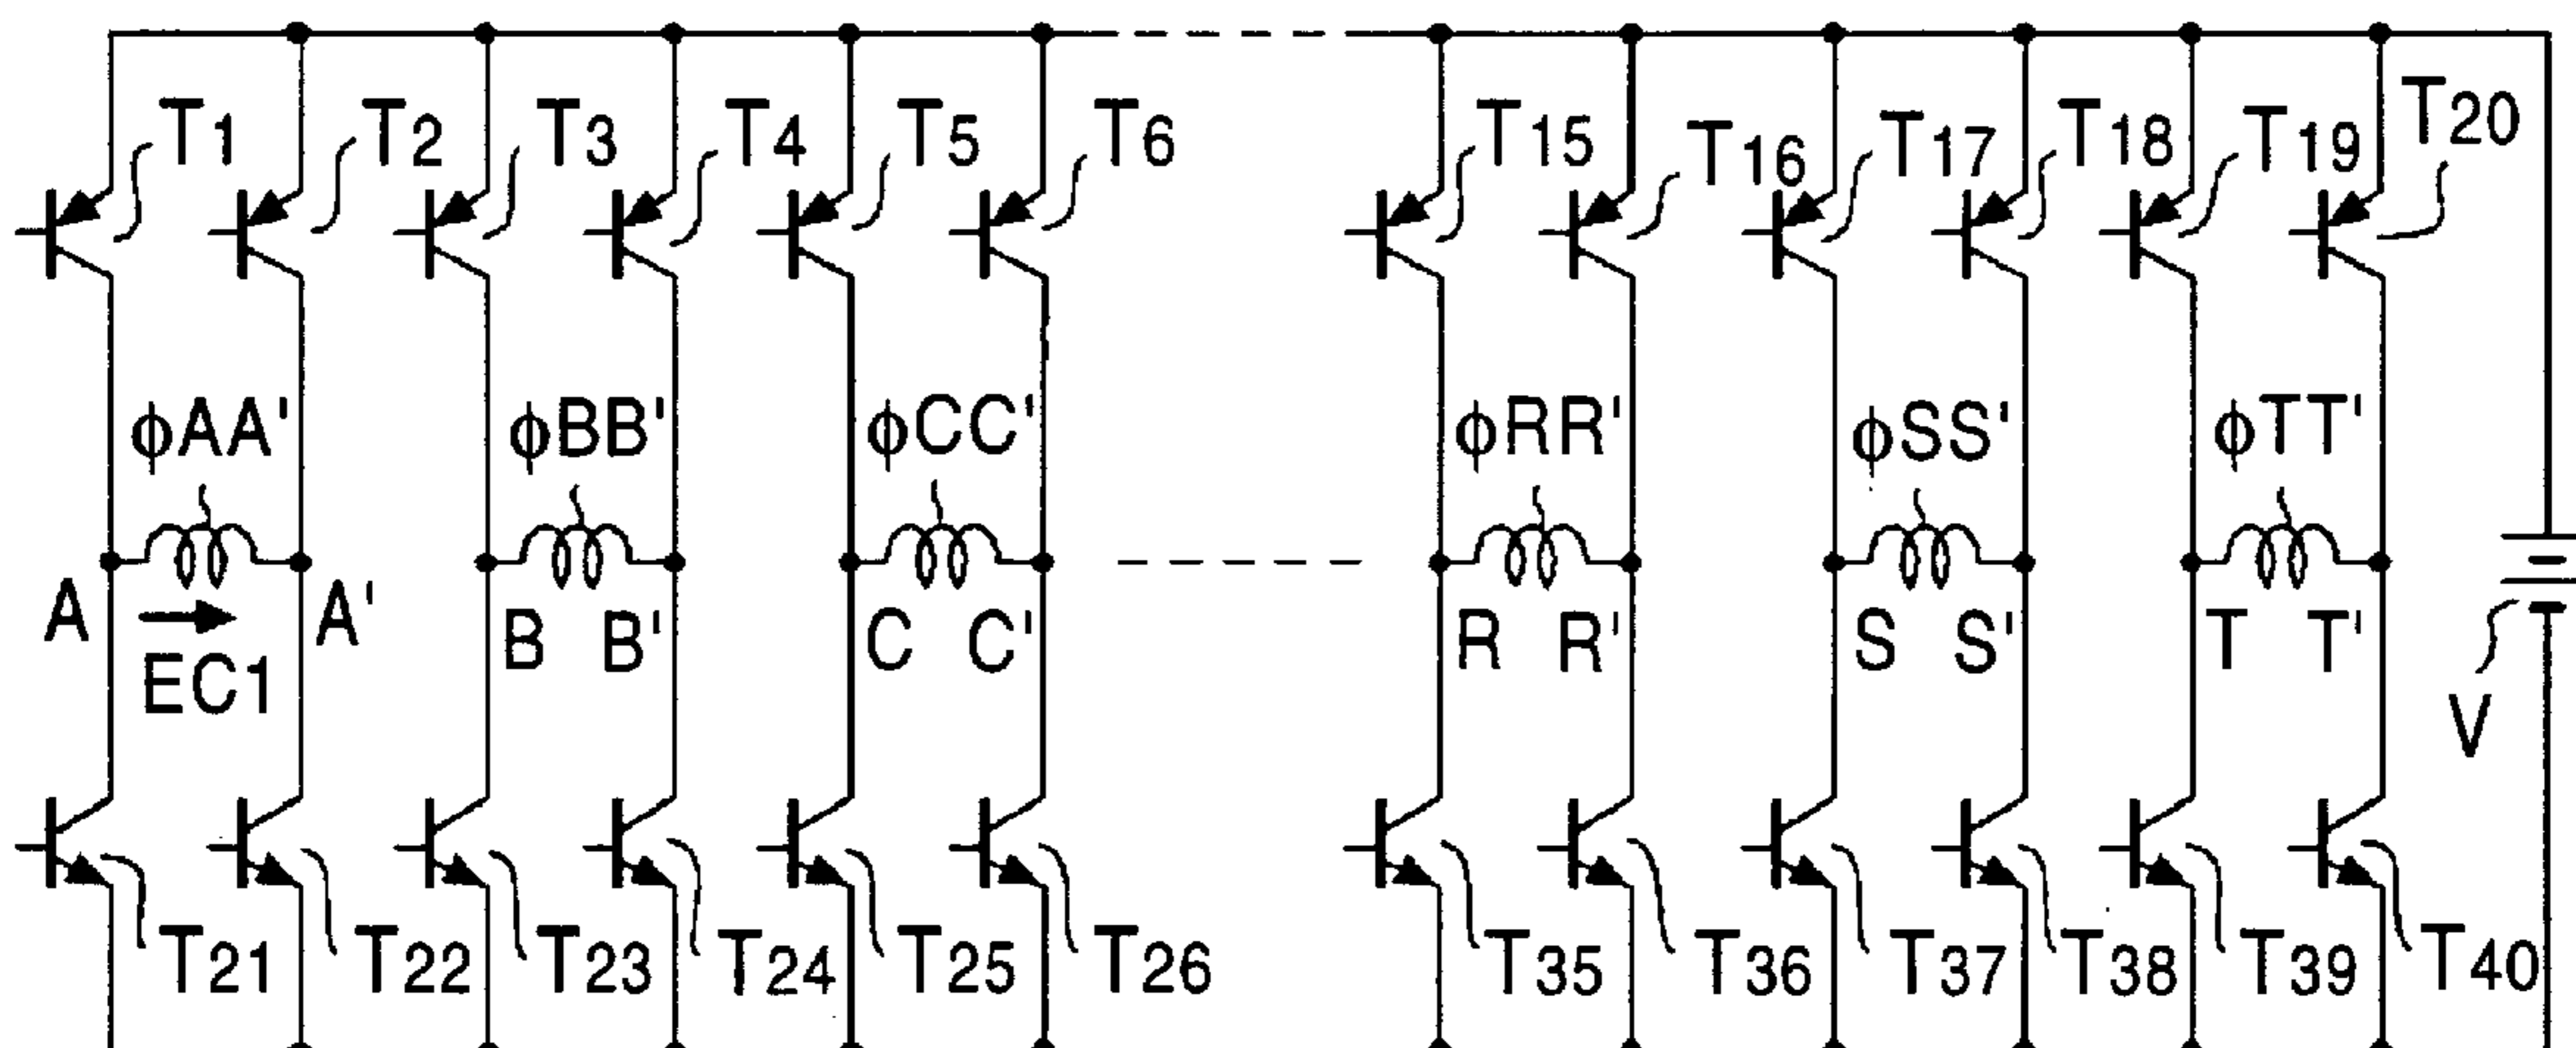 T1 T2 T3 T4 T5 T6 T15 T16 T17 T18 T19 T20
ϕAA' ϕBB' ϕCC' ϕRR' ϕSS' ϕTT'
A A' B B' C C' R R' S S' T T'
EC1 V
T21 T22 T23 T24 T25 T26 T35 T36 T37 T38 T39 T40